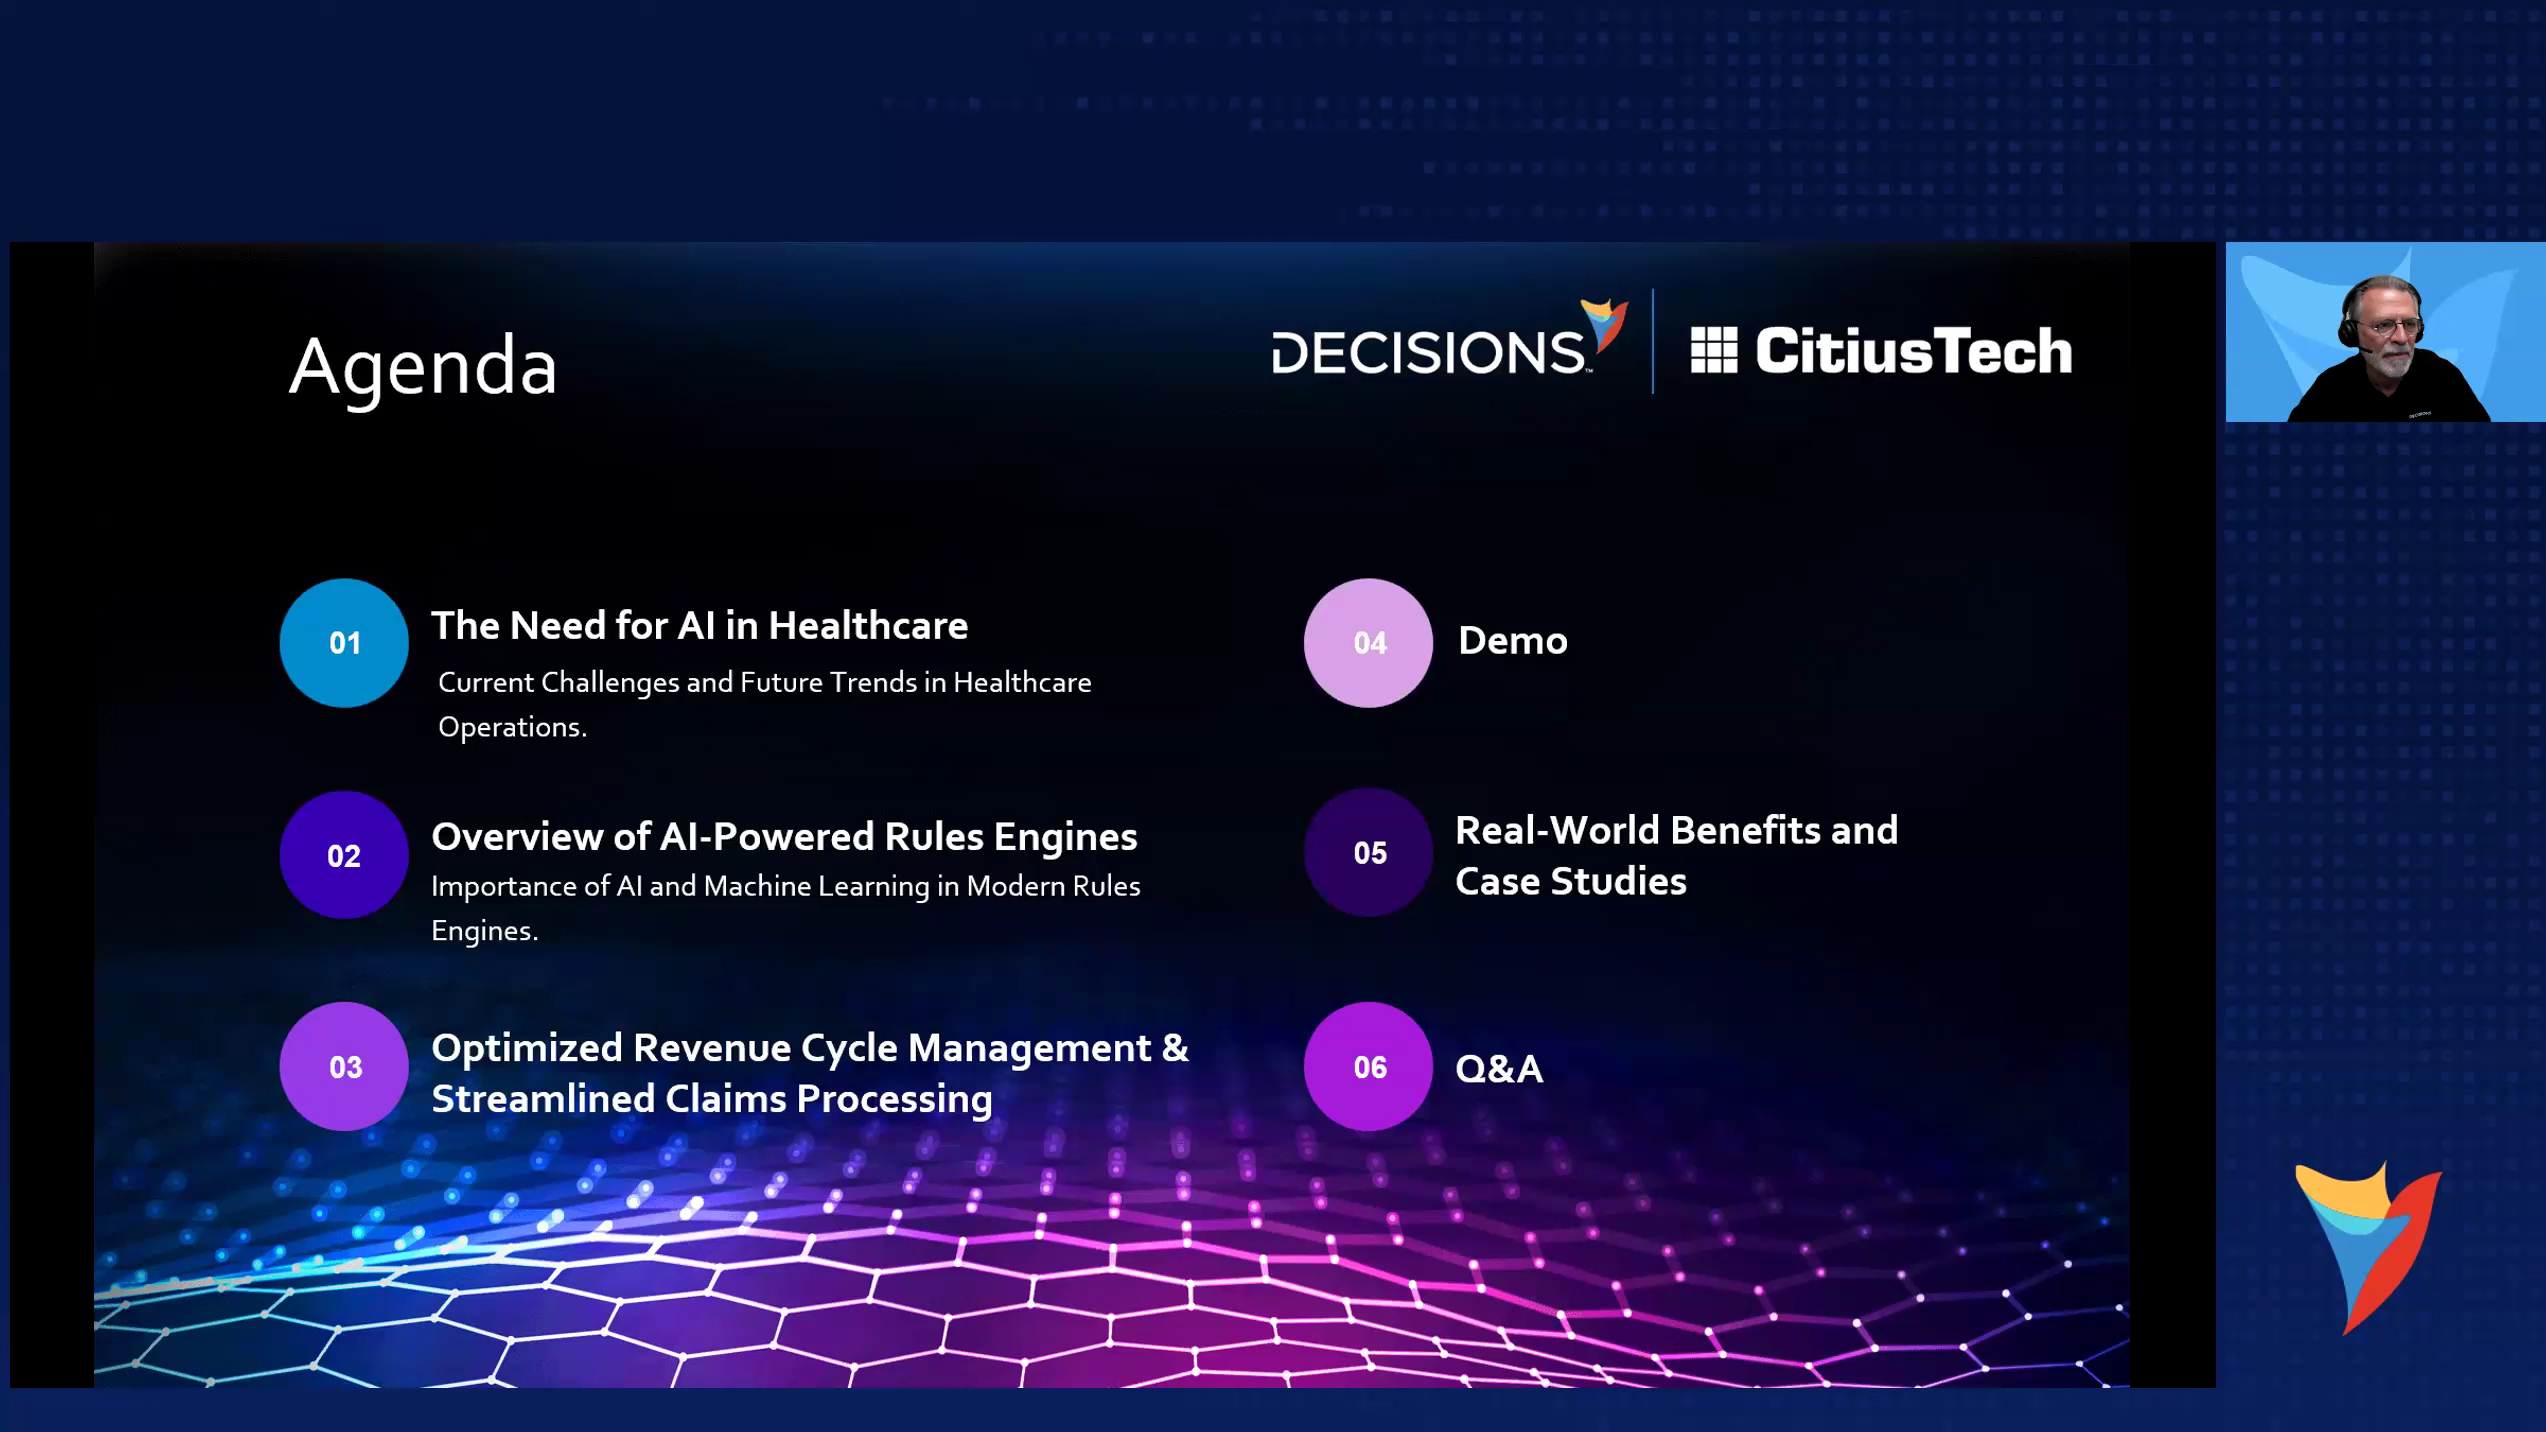 Agenda
DECISIONS™
CitiusTech
01
The Need for AI in Healthcare
Current Challenges and Future Trends in Healthcare
Operations.
02
Overview of AI-Powered Rules Engines
Importance of AI and Machine Learning in Modern Rules
Engines.
03
Optimized Revenue Cycle Management &
Streamlined Claims Processing
04
Demo
05
Real-World Benefits and
Case Studies
06
Q&A
DECISIONS